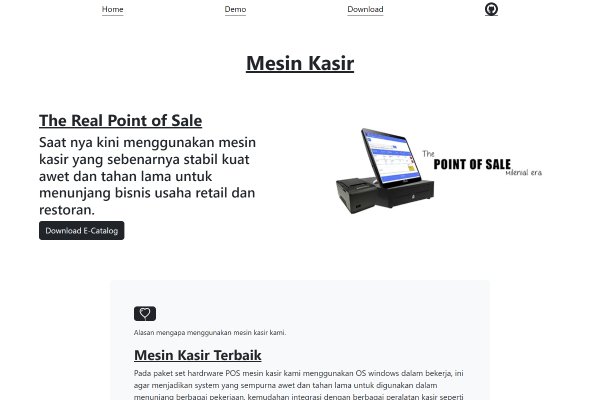 Home
Demo
Download
Mesin Kasir
The Real Point of Sale
Saat nya kini menggunakan mesin
kasir yang sebenarnya stabil kuat
awet dan tahan lama untuk
menunjang bisnis usaha retail dan
restoran.
Download E-Catalog
The
POINT OF SALE
Milenial era
Alasan mengapa menggunakan mesin kasir kami.
Mesin Kasir Terbaik
Pada paket set hardrware POS mesin kasir kami menggunakan OS windows dalam bekerja, ini
agar menjadikan system yang sempurna awet dan tahan lama untuk digunakan dalam
menunjang berbagai pekerjaan, kemudahan integrasi dengan berbagai peralatan kasir seperti